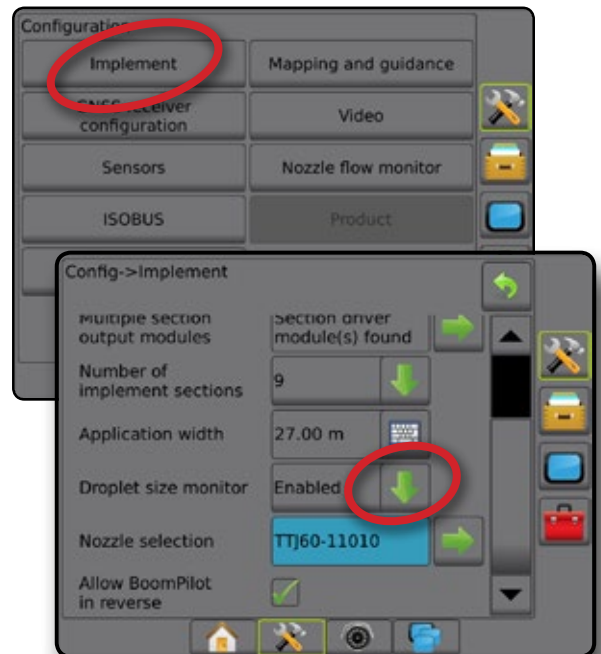 Configuration
Implement
Mapping and guidance
GNSS receiver
configuration
Video
Sensors
Nozzle flow monitor
ISOBUS
Product
Config->Implement
Multiple section
output modules
Section driver
module(s) found
Number of
implement sections
9
Application width
27.00 m
Droplet size monitor
Enabled
Nozzle selection
TTJ60-11010
Allow BoomPilot
in reverse